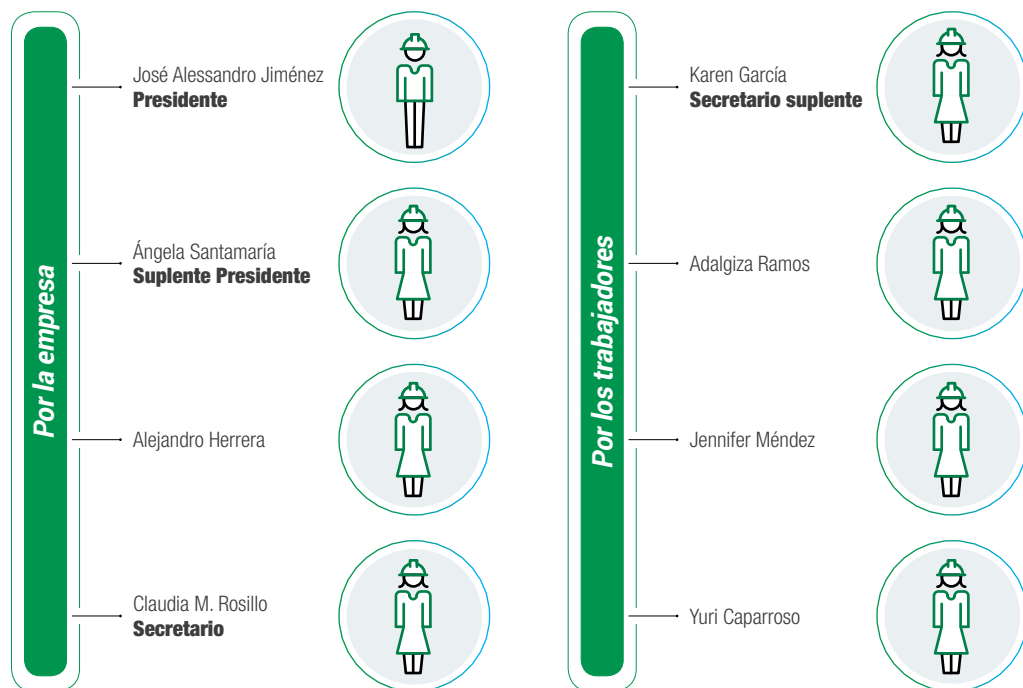 Por la empresa
José Alessandro Jiménez
Presidente
Ángela Santamaría
Suplente Presidente
Alejandro Herrera
Claudia M. Rosillo
Secretario
Por los trabajadores
Karen García
Secretario suplente
Adalgiza Ramos
Jennifer Méndez
Yuri Caparroso